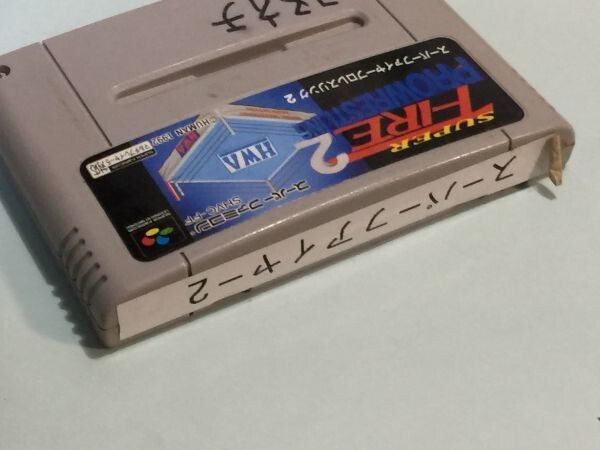 スーパーファイヤープロレスリング2
SUPER
FIRE
PROWRESTLING
2
HWA
HUMAN 1992
スーパーファミコン
SHVC-PF
スーパーファイヤー2